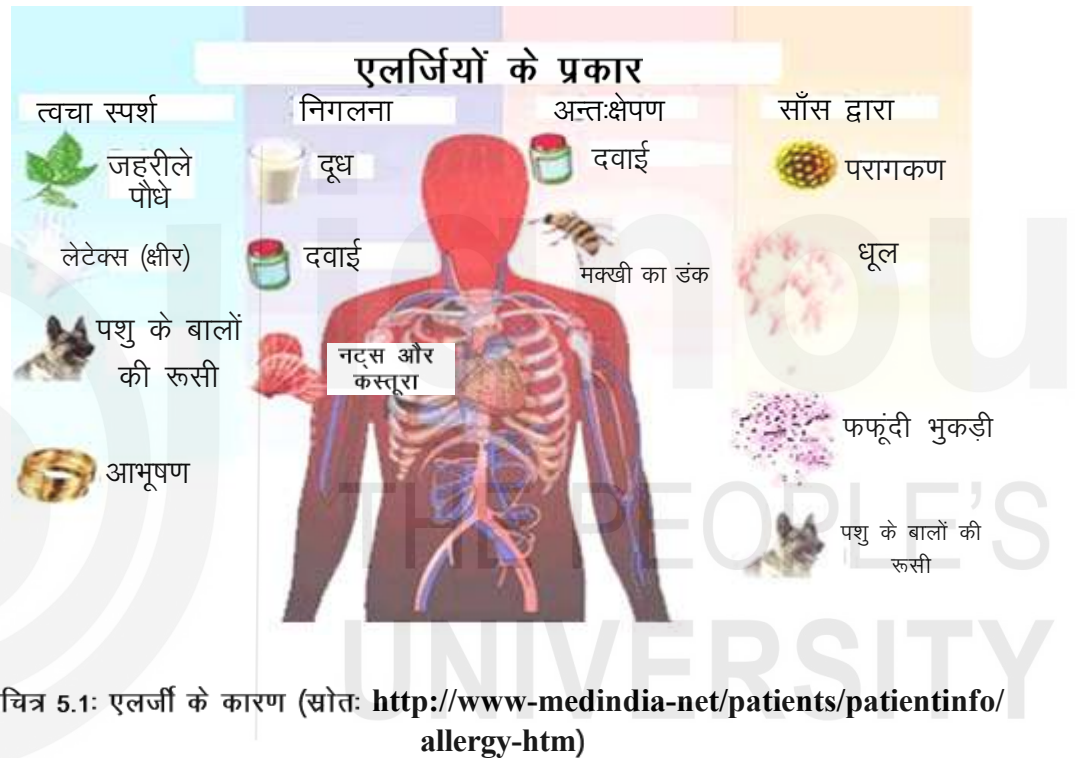 एलर्जियों के प्रकार
त्वचा स्पर्श
जहरीले
पौधे
लेटेक्स (क्षीर)
पशु के बालों
की रूसी
आभूषण
निगलना
दूध
दवाई
नट्स और
कस्तूरा
अन्तःक्षेपण
दवाई
मक्खी का डंक
साँस द्वारा
परागकण
धूल
फफूंदी भुकड़ी
पशु के बालों की
रूसी
ignou
THE PEOPLE'S
UNIVERSITY
चित्र 5.1: एलर्जी के कारण (स्रोत: http://www-medindia-net/patients/patientinfo/
allergy-htm)